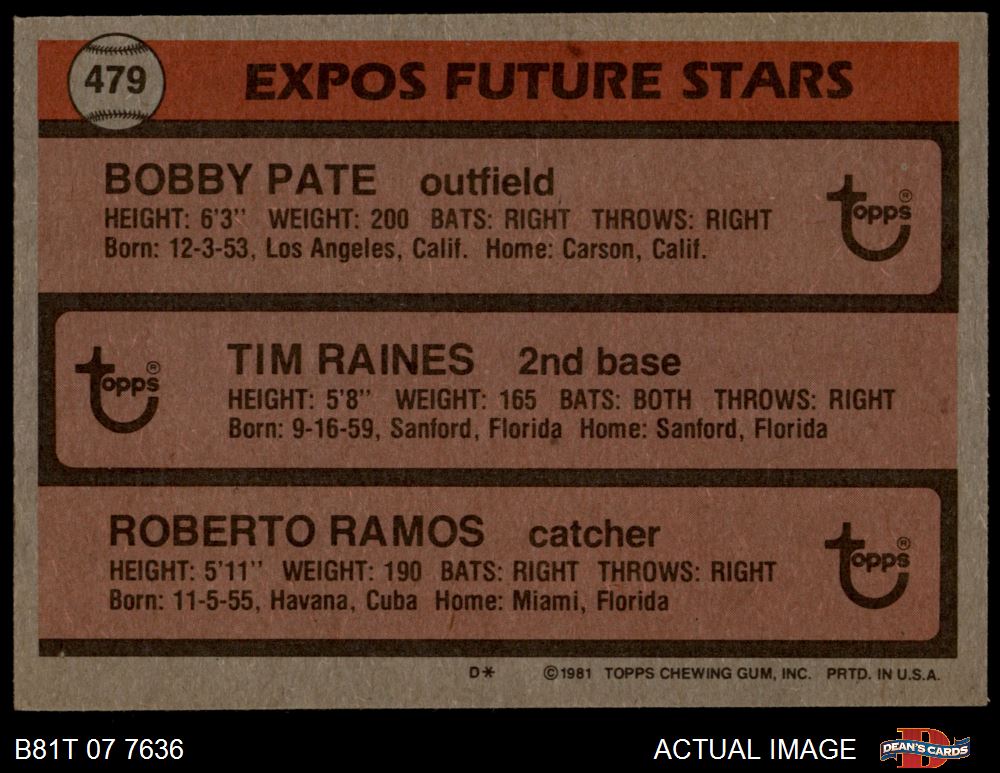 479
EXPOS FUTURE STARS
BOBBY PATE outfield
HEIGHT: 6'3" WEIGHT: 200 BATS: RIGHT THROWS: RIGHT
Born: 12-3-53, Los Angeles, Calif. Home: Carson, Calif.
topps®
TIM RAINES 2nd base
HEIGHT: 5'8" WEIGHT: 165 BATS: BOTH THROWS: RIGHT
Born: 9-16-59, Sanford, Florida Home: Sanford, Florida
topps®
ROBERTO RAMOS catcher
HEIGHT: 5'11" WEIGHT: 190 BATS: RIGHT THROWS: RIGHT
Born: 11-5-55, Havana, Cuba Home: Miami, Florida
topps®
D* ©1981 TOPPS CHEWING GUM, INC. PRTD. IN U.S.A.
B81T 07 7636 ACTUAL IMAGE
D
DEAN'S CARDS